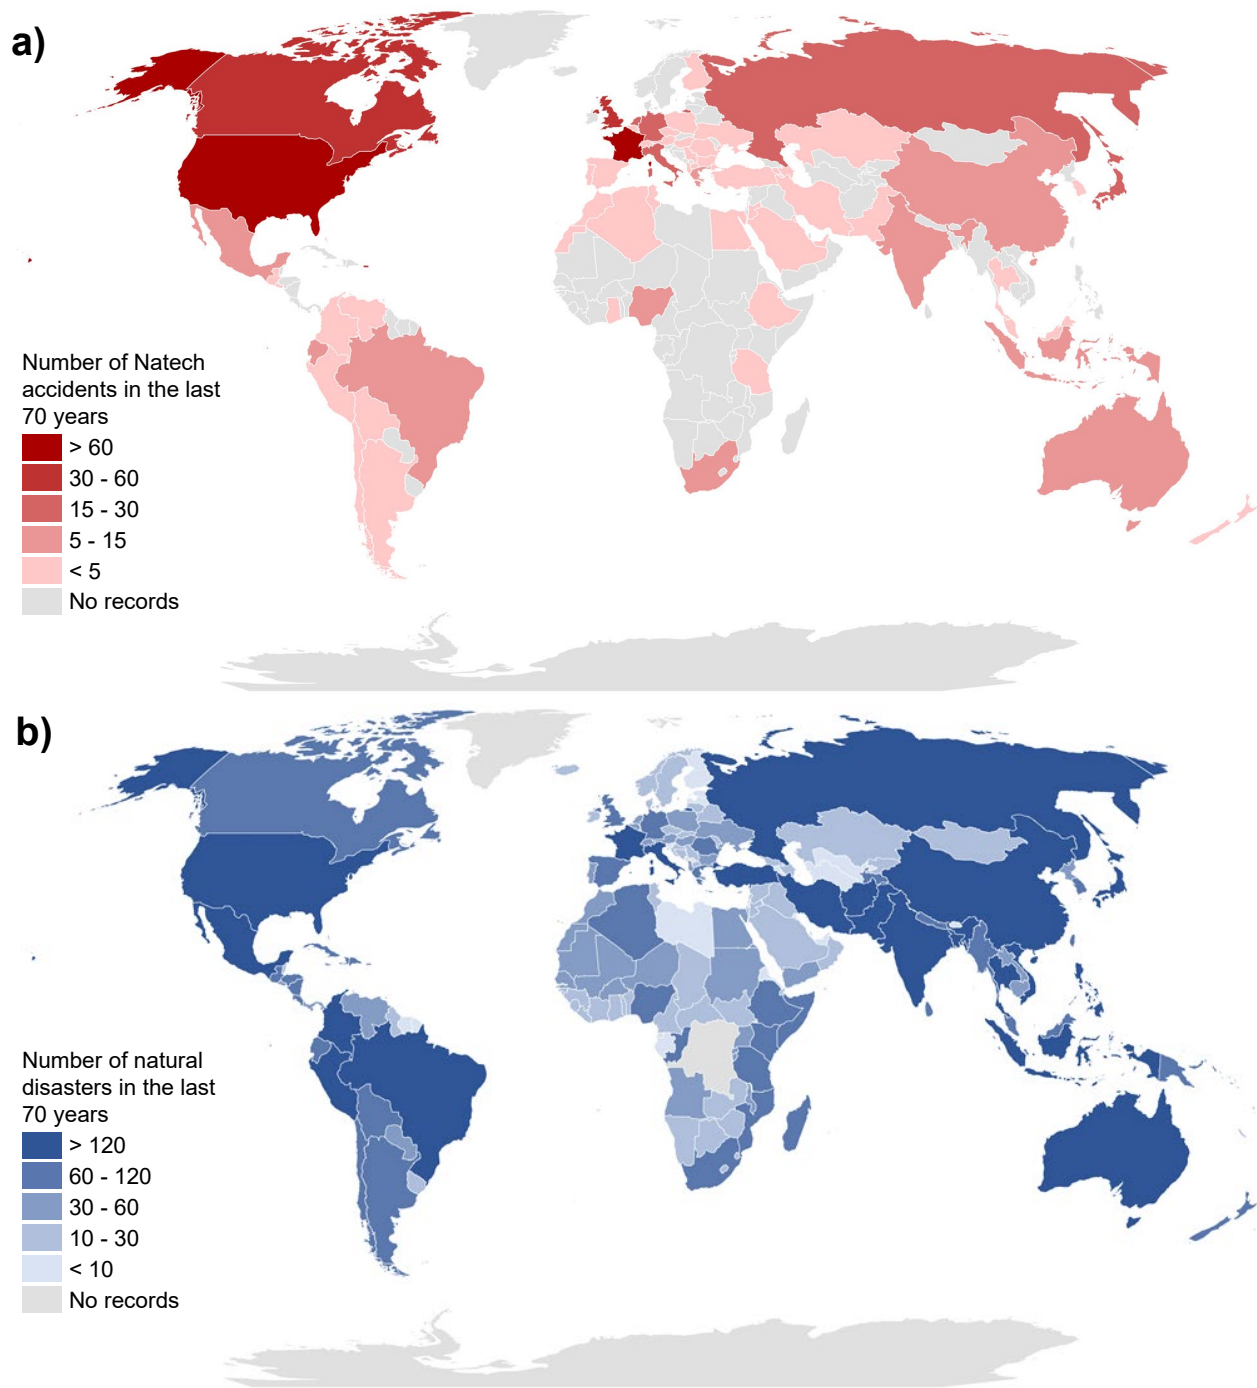 a)
Number of Natech
accidents in the last
70 years
> 60
30 - 60
15 - 30
5 - 15
< 5
No records
b)
Number of natural
disasters in the last
70 years
> 120
60 - 120
30 - 60
10 - 30
< 10
No records